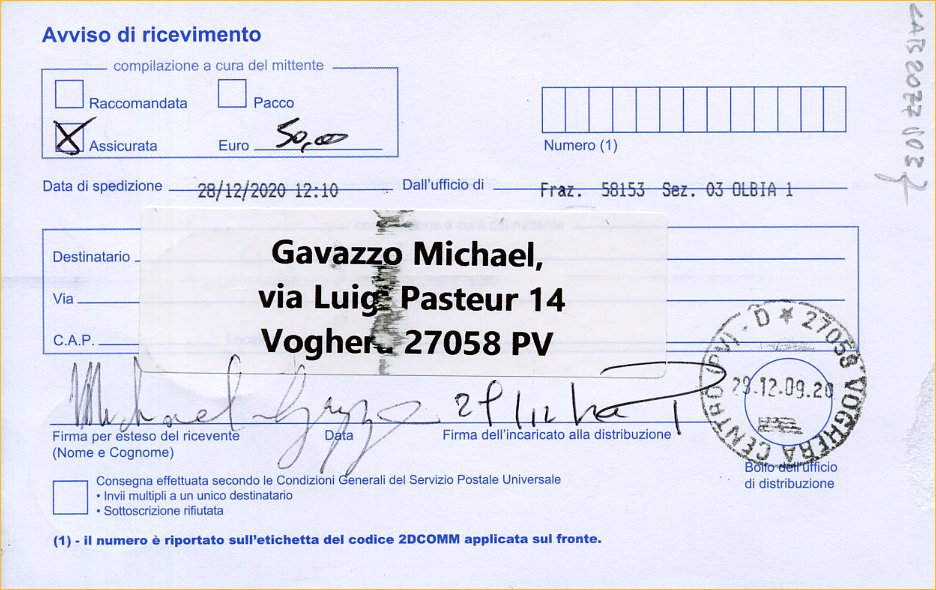 Avviso di ricevimento
compilazione a cura del mittente
Raccomandata Pacco
Assicurata Euro 50,00
Numero (1)
Data di spedizione 28/12/2020 12:10 Dall'ufficio di Fraz. 58153 Sez. 03 OLBIA 1
Destinatario
Gavazzo Michael,
Via
via Luigi Pasteur 14
C.A.P.
Voghera 27058 PV
Michael Gavazzo
Firma per esteso del ricevente Data Firma dell'incaricato alla distribuzione
(Nome e Cognome)
CENTRO (PV) - D * 27058 VOGHERA
29.12.09.20
Bollo dell'ufficio
di distribuzione
Consegna effettuata secondo le Condizioni Generali del Servizio Postale Universale
• Invii multipli a un unico destinatario
• Sottoscrizione rifiutata
(1) - il numero è riportato sull'etichetta del codice 2DCOMM applicata sul fronte.